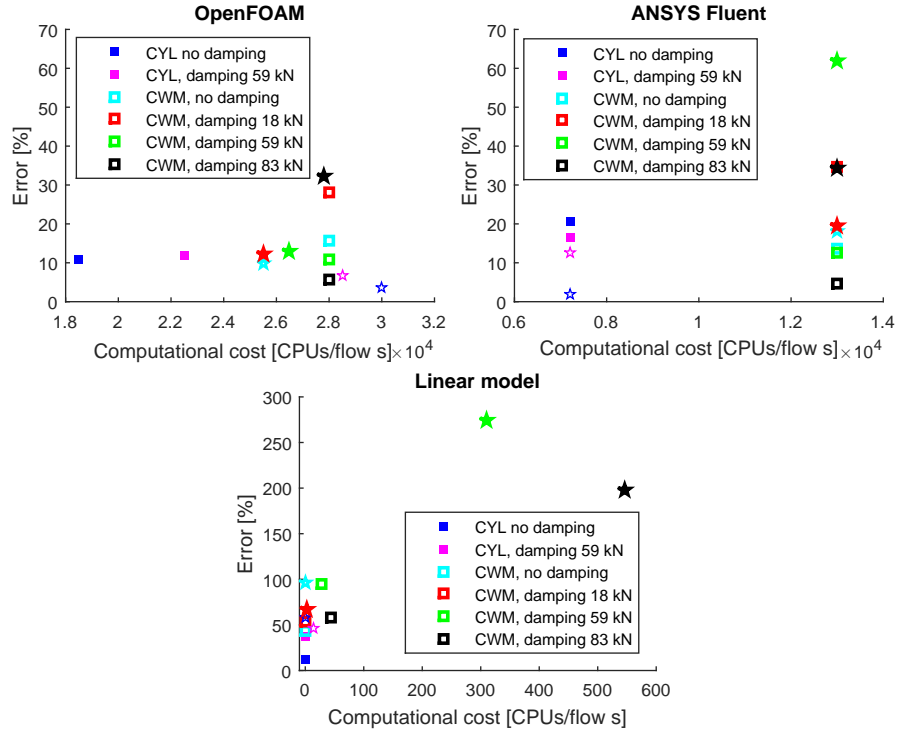 OpenFOAM
80
70
60
50
40
30
20
10
0
Error [%]
CYL no damping
CYL, damping 59 kN
CWM, no damping
CWM, damping 18 kN
CWM, damping 59 kN
CWM, damping 83 kN
1.8 2 2.2 2.4 2.6 2.8 3 3.2
Computational cost [CPUs/flow s] ×10^4
ANSYS Fluent
70
60
50
40
30
20
10
0
Error [%]
CYL no damping
CYL, damping 59 kN
CWM, no damping
CWM, damping 18 kN
CWM, damping 59 kN
CWM, damping 83 kN
0.6 0.8 1 1.2 1.4
Computational cost [CPUs/flow s] ×10^4
Linear model
300
250
200
150
100
50
0
Error [%]
CYL no damping
CYL, damping 59 kN
CWM, no damping
CWM, damping 18 kN
CWM, damping 59 kN
CWM, damping 83 kN
0 100 200 300 400 500 600
Computational cost [CPUs/flow s]